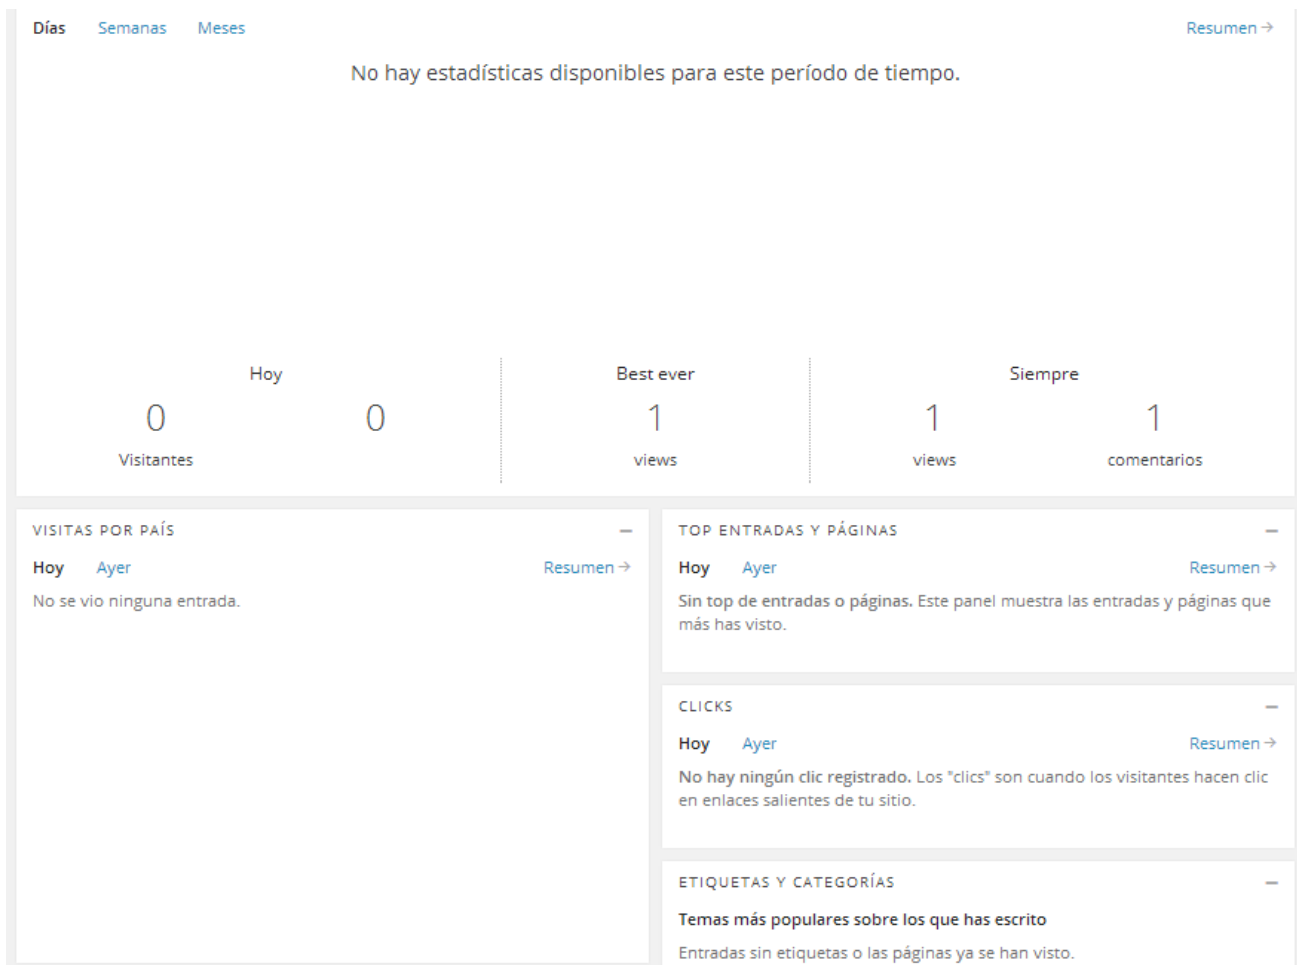 Días Semanas Meses Resumen →
No hay estadísticas disponibles para este período de tiempo.
Hoy Best ever Siempre
0 0 1 1 1
Visitantes views views comentarios
VISITAS POR PAÍS –
Hoy Ayer Resumen →
No se vio ninguna entrada.
TOP ENTRADAS Y PÁGINAS –
Hoy Ayer Resumen →
Sin top de entradas o páginas. Este panel muestra las entradas y páginas que
más has visto.
CLICKS –
Hoy Ayer Resumen →
No hay ningún clic registrado. Los "clics" son cuando los visitantes hacen clic
en enlaces salientes de tu sitio.
ETIQUETAS Y CATEGORÍAS –
Temas más populares sobre los que has escrito
Entradas sin etiquetas o las páginas ya se han visto.